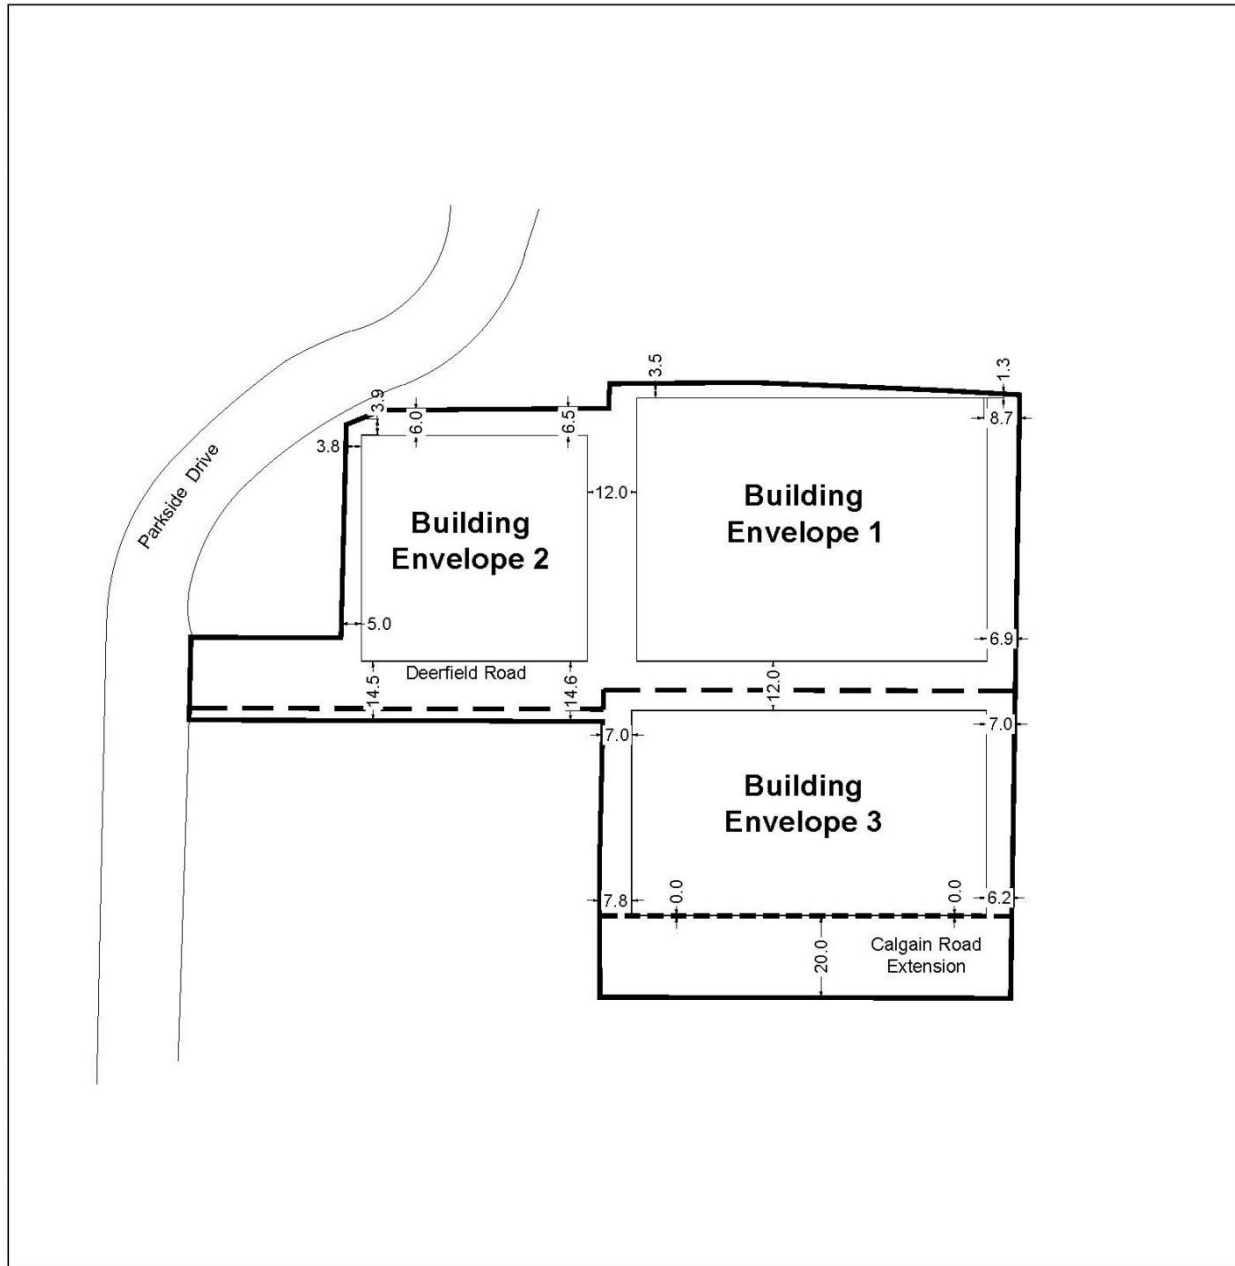 3.5
1.3
3.9
6.0
6.5
8.7
3.8
Parkside Drive
12.0
Building
Envelope 1
Building
Envelope 2
5.0
6.9
Deerfield Road
14.5
14.6
12.0
7.0
7.0
Building
Envelope 3
7.8
0.0
0.0
6.2
20.0
Calgain Road
Extension